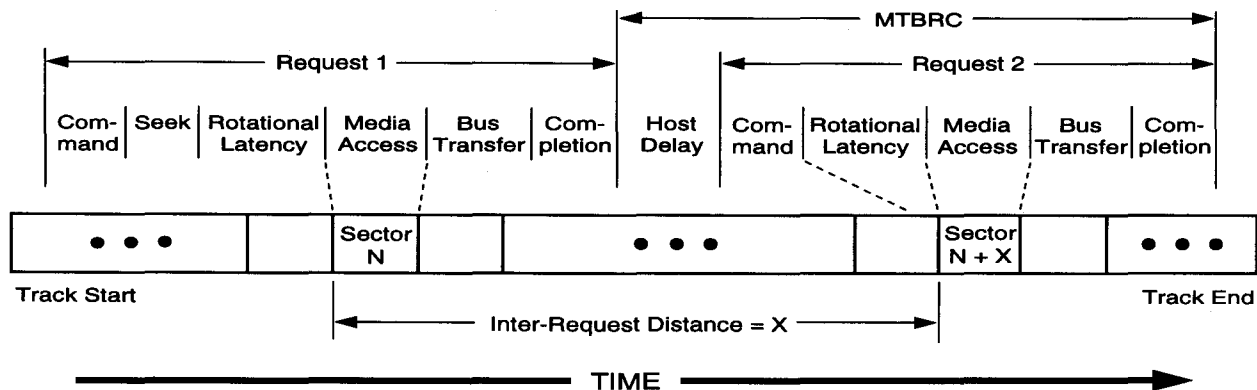 MTBRC
Request 1
Request 2
Com-
mand
Seek
Rotational
Latency
Media
Access
Bus
Transfer
Com-
pletion
Host
Delay
Com-
mand
Rotational
Latency
Media
Access
Bus
Transfer
Com-
pletion
Sector
N
Sector
N + X
Track Start
Track End
Inter-Request Distance = X
TIME